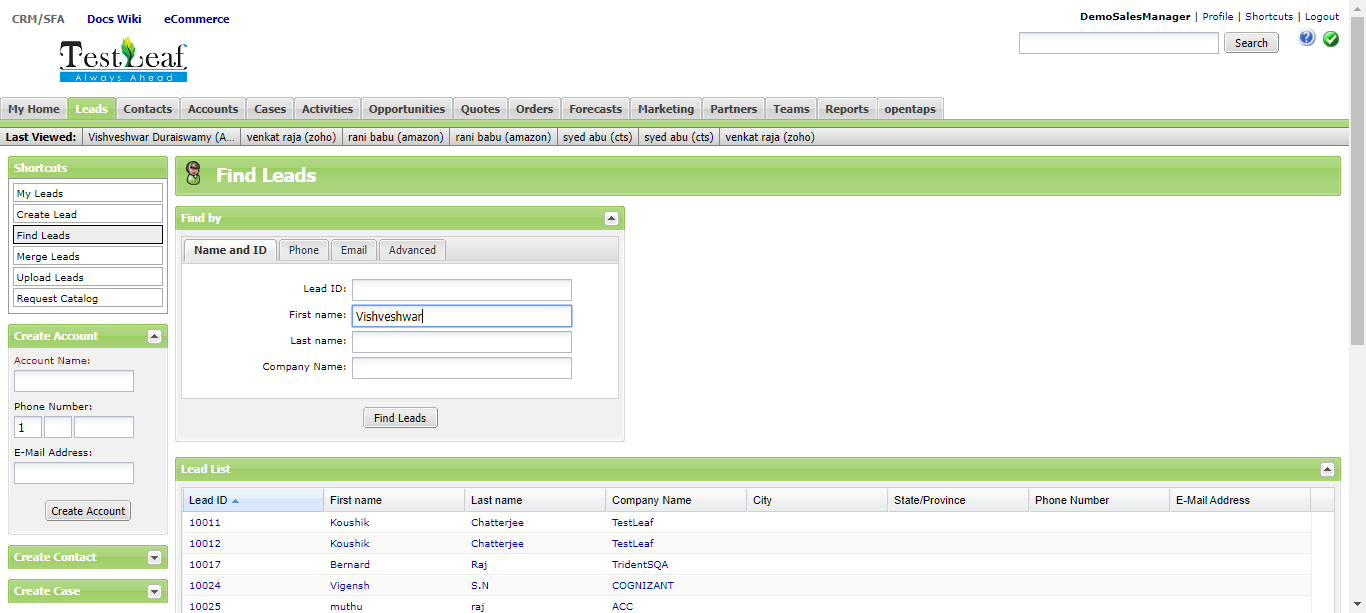 CRM/SFA Docs Wiki eCommerce
DemoSalesManager | Profile | Shortcuts | Logout
TestLeaf
Always Ahead
Search
My Home Leads Contacts Accounts Cases Activities Opportunities Quotes Orders Forecasts Marketing Partners Teams Reports opentaps
Last Viewed: Vishveshwar Duraiswamy (A... venkat raja (zoho) rani babu (amazon) rani babu (amazon) syed abu (cts) syed abu (cts) venkat raja (zoho)
Shortcuts
My Leads
Create Lead
Find Leads
Merge Leads
Upload Leads
Request Catalog
Create Account
Account Name:
Phone Number:
1
E-Mail Address:
Create Account
Create Contact
Create Case
Find Leads
Find by
Name and ID Phone Email Advanced
Lead ID:
First name: Vishveshwar
Last name:
Company Name:
Find Leads
Lead List
Lead ID First name Last name Company Name City State/Province Phone Number E-Mail Address
10011 Koushik Chatterjee TestLeaf
10012 Koushik Chatterjee TestLeaf
10017 Bernard Raj TridentSQA
10024 Vigensh S.N COGNIZANT
10025 muthu raj ACC